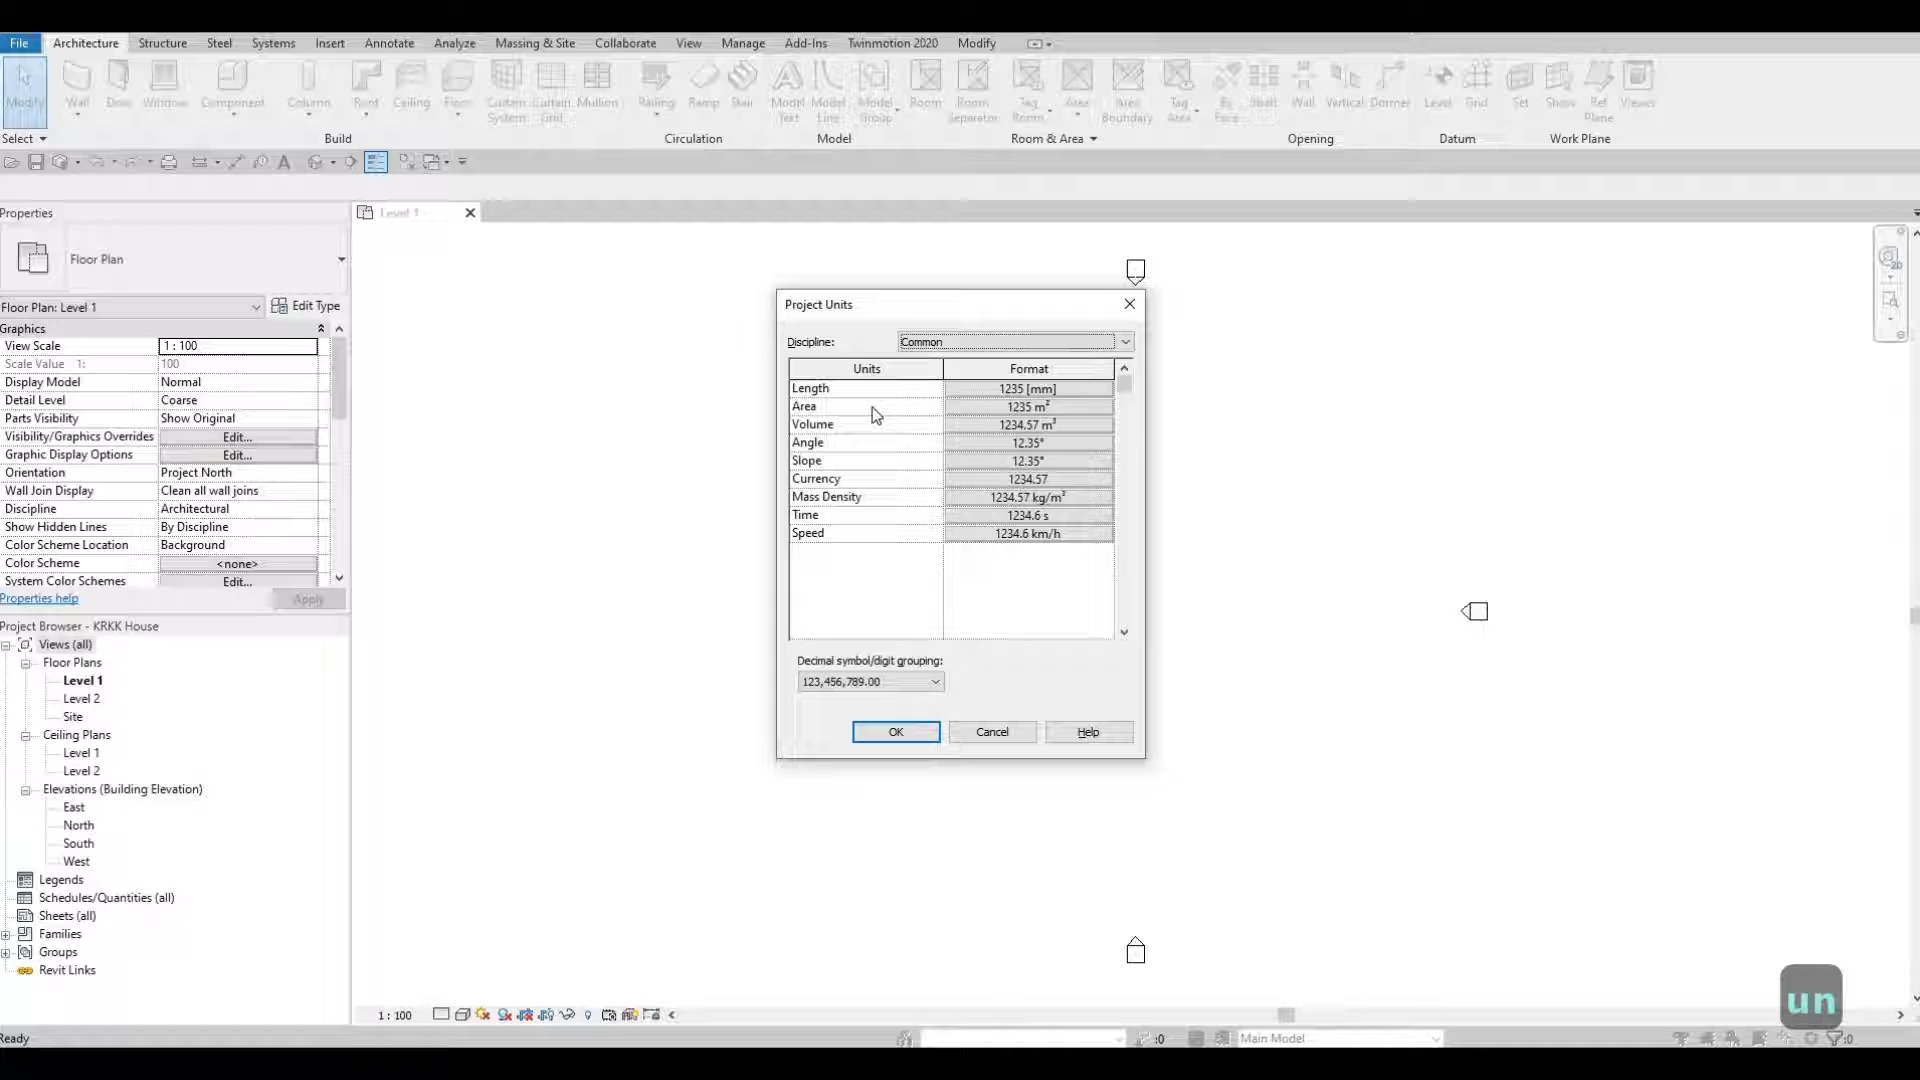 File Architecture Structure Steel Systems Insert Annotate Analyze Massing & Site Collaborate View Manage Add-Ins Twinmotion 2020 Modify
Modify Wall Door Window Component Column Roof Ceiling Floor Curtain System Curtain Grid Mullion Railing Ramp Stair Model Text Model Line Model Group Room Room Separator Tag Room Area Area Boundary Tag Area By Face Shaft Wall Vertical Dormer Level Grid Set Show Ref Plane Viewer
Select Build Circulation Model Room & Area Opening Datum Work Plane
Properties
Level 1
Floor Plan
Floor Plan: Level 1
Edit Type
Graphics
View Scale 1 : 100
Scale Value 1: 100
Display Model Normal
Detail Level Coarse
Parts Visibility Show Original
Visibility/Graphics Overrides Edit...
Graphic Display Options Edit...
Orientation Project North
Wall Join Display Clean all wall joins
Discipline Architectural
Show Hidden Lines By Discipline
Color Scheme Location Background
Color Scheme <none>
System Color Schemes Edit...
Properties help Apply
Project Browser - KRKK House
Views (all)
Floor Plans
Level 1
Level 2
Site
Ceiling Plans
Level 1
Level 2
Elevations (Building Elevation)
East
North
South
West
Legends
Schedules/Quantities (all)
Sheets (all)
Families
Groups
Revit Links
Project Units
Discipline: Common
Units Format
Length 1235 [mm]
Area 1235 m²
Volume 1234.57 m³
Angle 12.35°
Slope 12.35°
Currency 1234.57
Mass Density 1234.57 kg/m³
Time 1234.6 s
Speed 1234.6 km/h
Decimal symbol/digit grouping:
123,456,789.00
OK Cancel Help
2D
un
1 : 100
Ready
:0
Main Model
:0